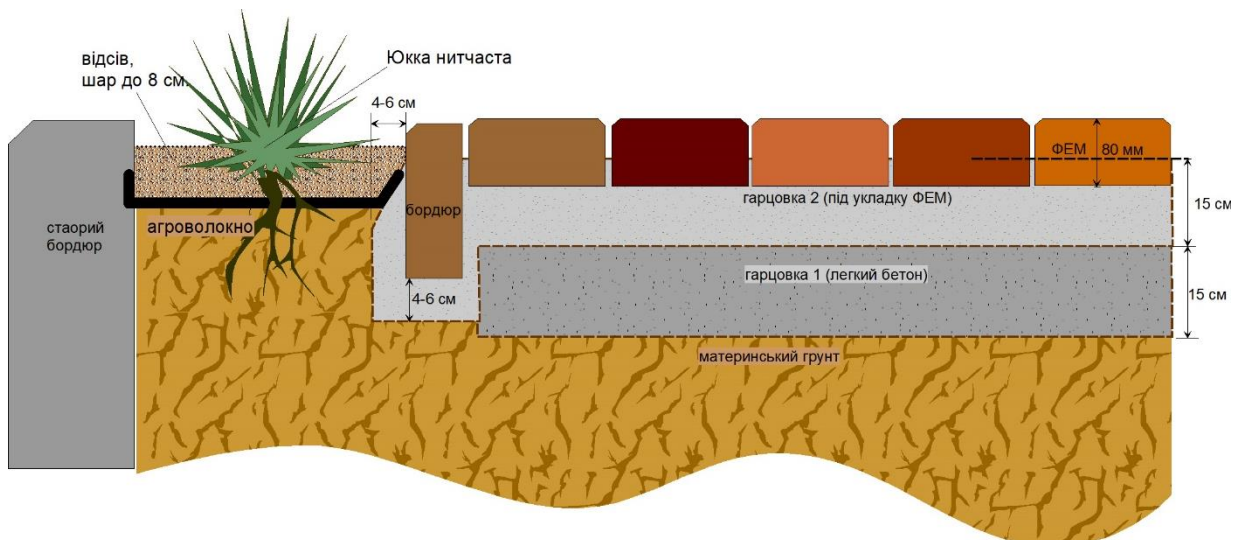 відсів,
шар до 8 см.
Юкка нитчаста
4-6 см
ФЕМ
80 мм
гарцовка 2 (під укладку ФЕМ)
15 см
стаорий
бордюр
агроволокно
бордюр
4-6 см
гарцовка 1 (легкий бетон)
15 см
материнський грунт